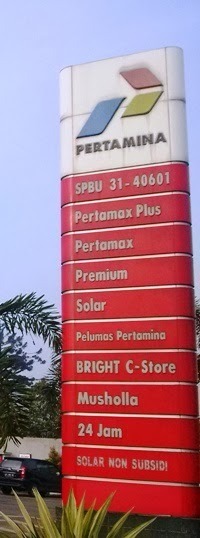 PERTAMINA
SPBU 31-40601
Pertamax Plus
Pertamax
Premium
Solar
Pelumas Pertamina
BRIGHT C-Store
Musholla
24 Jam
SOLAR NON SUBSIDI